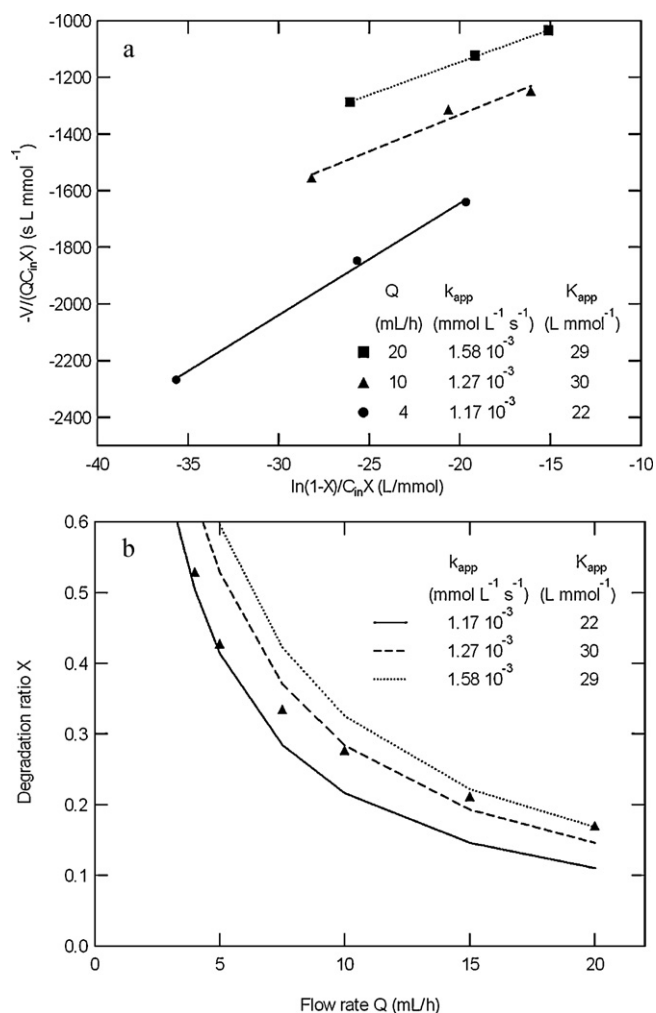 a
-1000
-1200
-1400
-1600
-1800
-2000
-2200
-2400
-V/(QC_inX) (s L mmol⁻¹)
Q k_app K_app
(mL/h) (mmol L⁻¹ s⁻¹) (L mmol⁻¹)
20 1.58 10⁻³ 29
10 1.27 10⁻³ 30
4 1.17 10⁻³ 22
-40 -35 -30 -25 -20 -15 -10
ln(1-X)/C_inX (L/mmol)
b
0.6
0.5
0.4
0.3
0.2
0.1
0.0
Degradation ratio X
k_app K_app
(mmol L⁻¹ s⁻¹) (L mmol⁻¹)
1.17 10⁻³ 22
1.27 10⁻³ 30
1.58 10⁻³ 29
0 5 10 15 20
Flow rate Q (mL/h)